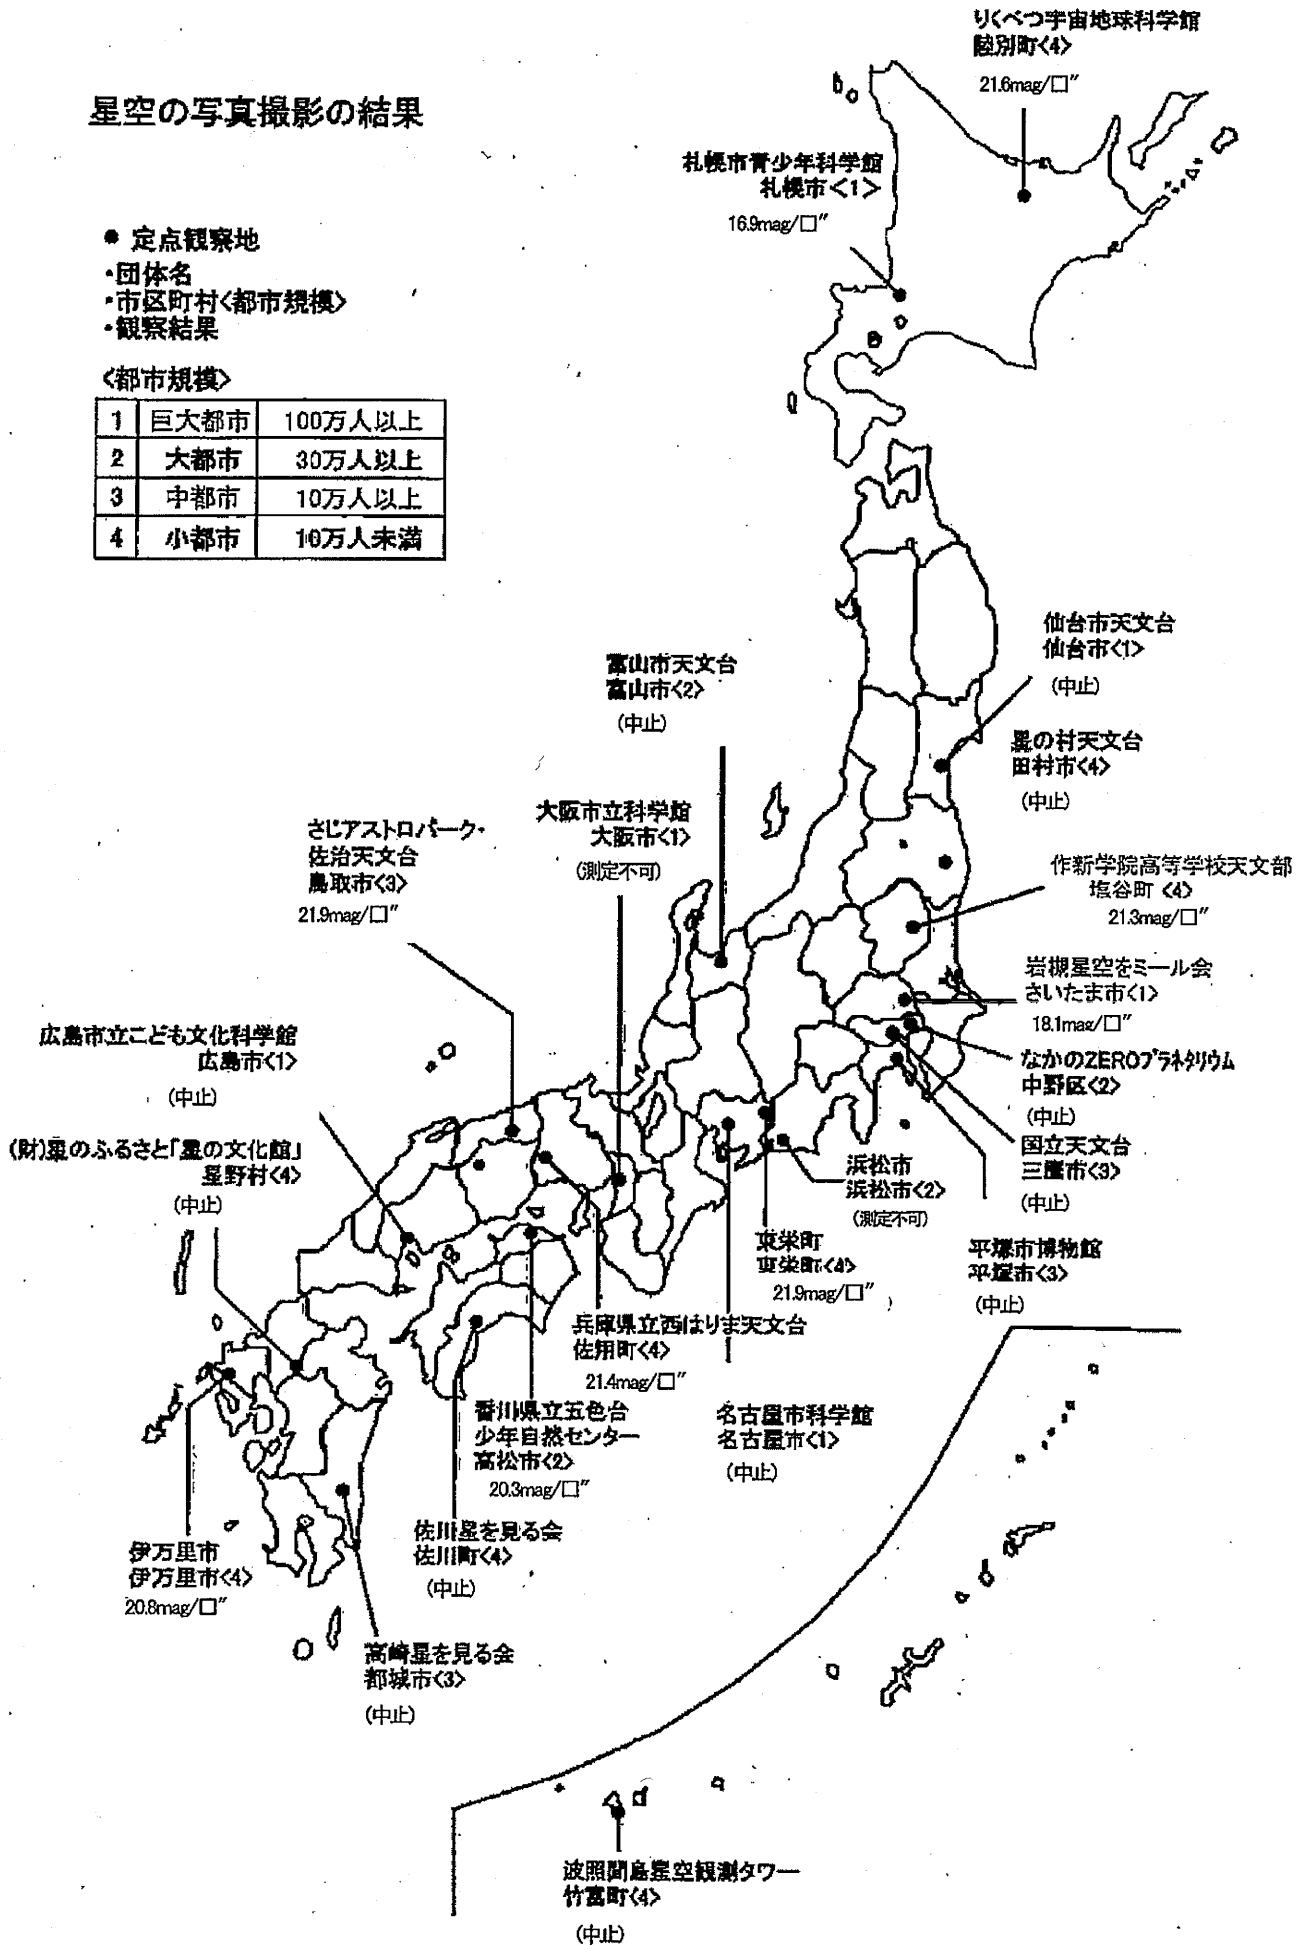 星空の写真撮影の結果
● 定点観察地
・団体名
・市区町村<都市規模>
・観察結果
<都市規模>
1 巨大都市 100万人以上
2 大都市 30万人以上
3 中都市 10万人以上
4 小都市 10万人未満
りくべつ宇宙地球科学館
陸別町<4>
21.6mag/□″
札幌市青少年科学館
札幌市<1>
16.9mag/□″
仙台市天文台
仙台市<1>
(中止)
星の村天文台
田村市<4>
(中止)
富山市天文台
富山市<2>
(中止)
大阪市立科学館
大阪市<1>
(測定不可)
さじアストロパーク・
佐治天文台
鳥取市<3>
21.9mag/□″
作新学院高等学校天文部
塩谷町<4>
21.3mag/□″
岩槻星空をミール会
さいたま市<1>
18.1mag/□″
なかのZEROプラネタリウム
中野区<2>
(中止)
国立天文台
三鷹市<3>
(中止)
平塚市博物館
平塚市<3>
(中止)
浜松市
浜松市<2>
(測定不可)
東栄町
東栄町<4>
21.9mag/□″
広島市立こども文化科学館
広島市<1>
(中止)
(財)星のふるさと「星の文化館」
星野村<4>
(中止)
兵庫県立西はりま天文台
佐用町<4>
21.4mag/□″
名古屋市科学館
名古屋市<1>
(中止)
香川県立五色台
少年自然センター
高松市<2>
20.3mag/□″
佐川星を見る会
佐川町<4>
(中止)
伊万里市
伊万里市<4>
20.8mag/□″
高崎星を見る会
都城市<3>
(中止)
波照間島星空観測タワー
竹富町<4>
(中止)